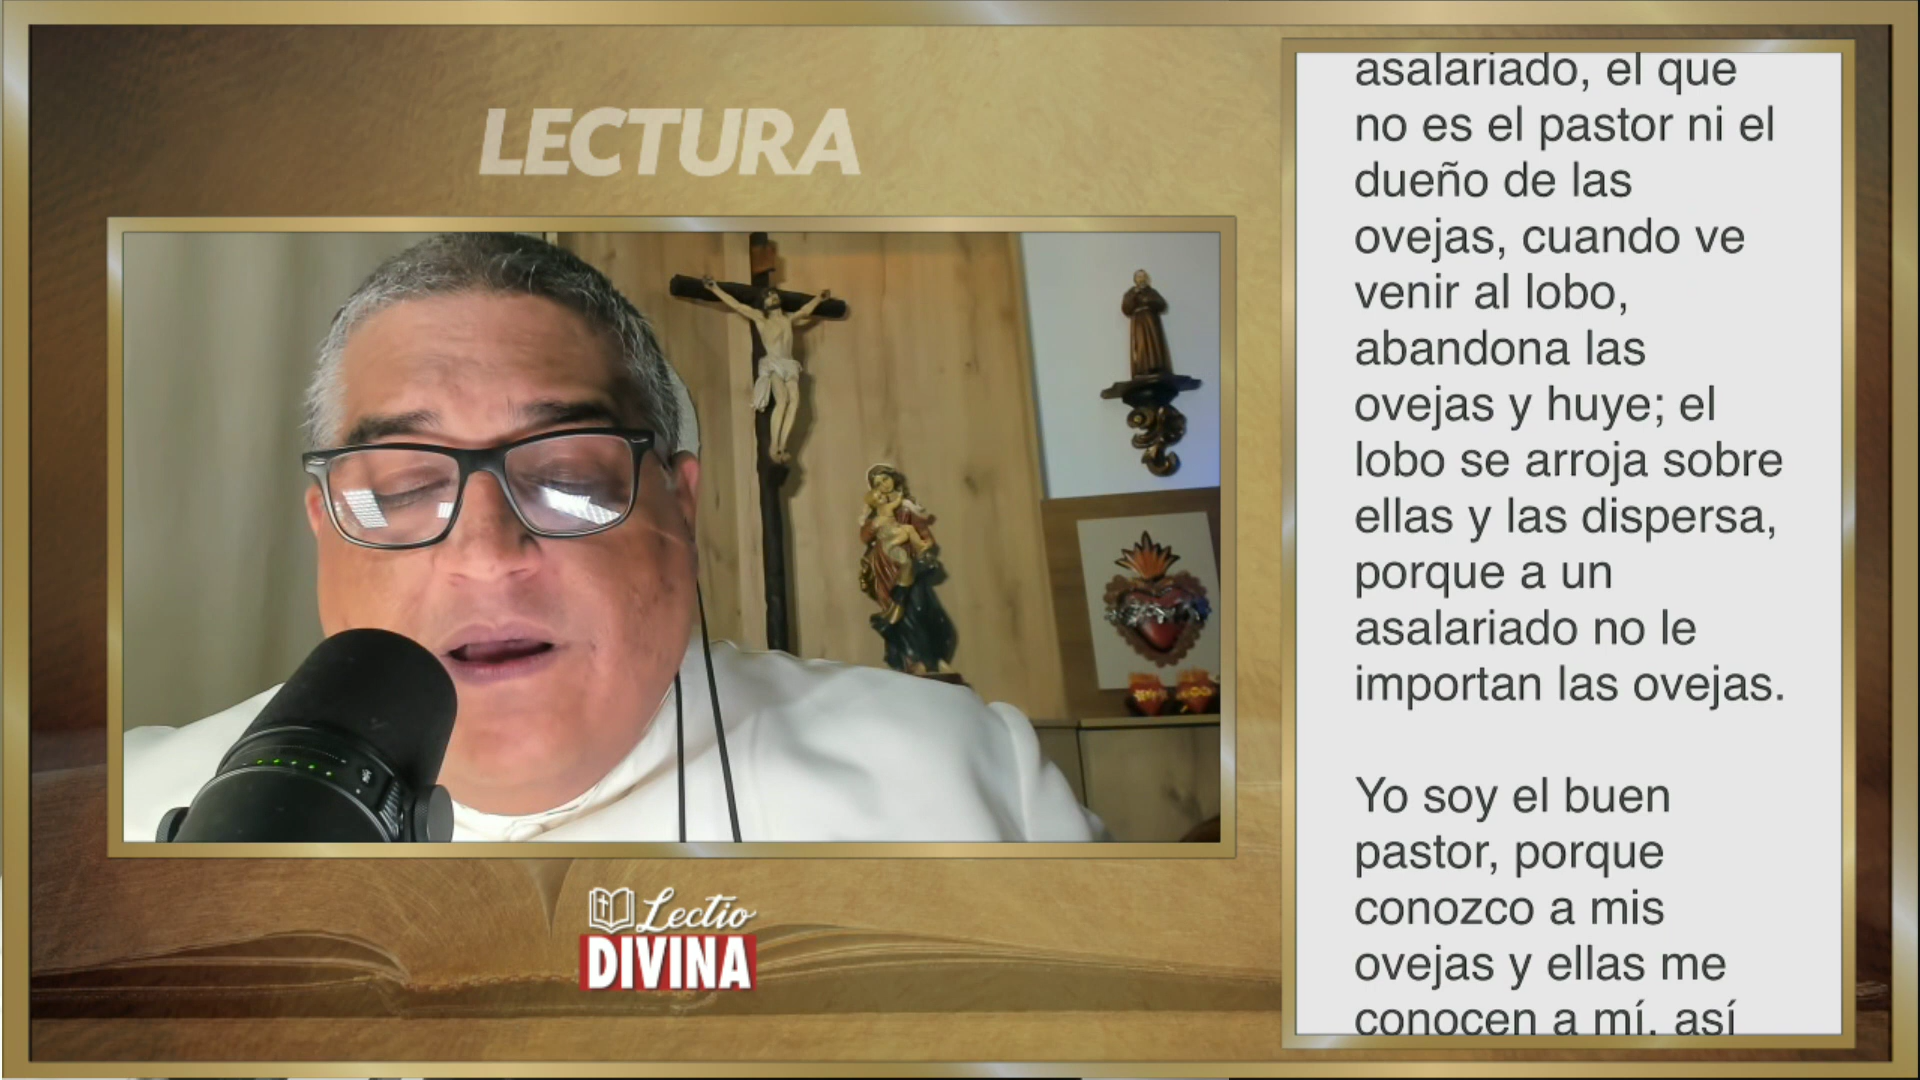 LECTURA
Lectio
DIVINA
asalariado, el que
no es el pastor ni el
dueño de las
ovejas, cuando ve
venir al lobo,
abandona las
ovejas y huye; el
lobo se arroja sobre
ellas y las dispersa,
porque a un
asalariado no le
importan las ovejas.
Yo soy el buen
pastor, porque
conozco a mis
ovejas y ellas me
conocen a mí, así